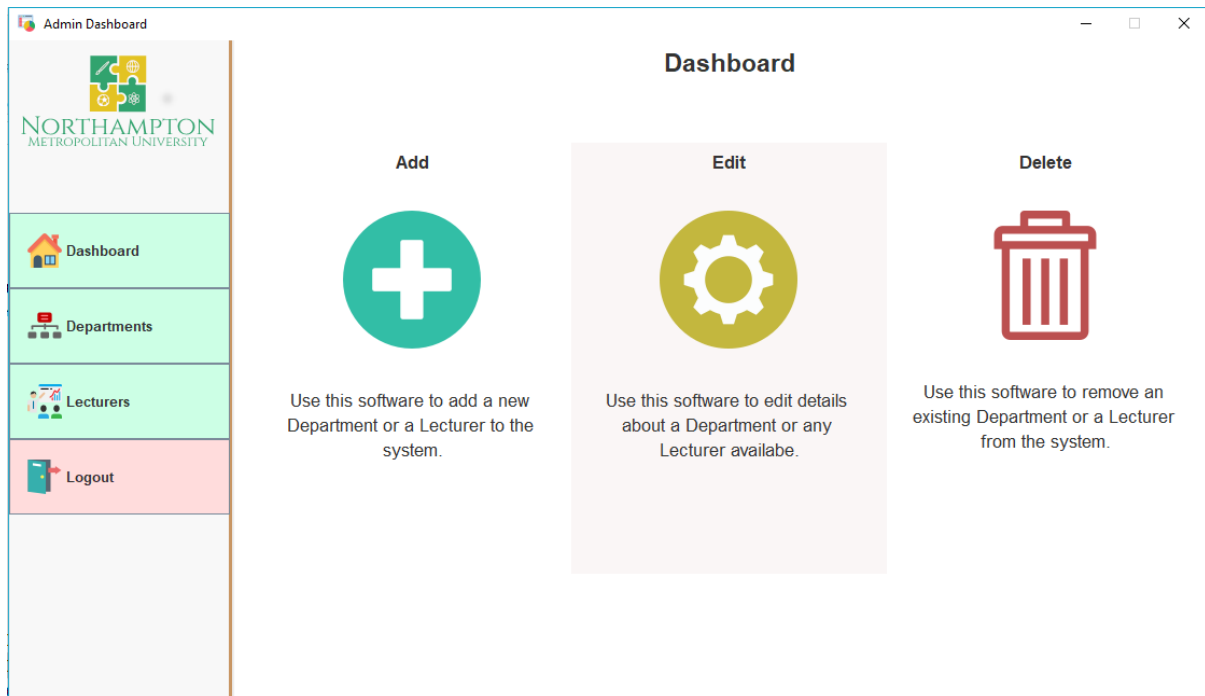 Admin Dashboard
NORTHAMPTON
METROPOLITAN UNIVERSITY
Dashboard
Departments
Lecturers
Logout
Dashboard
Add
Use this software to add a new
Department or a Lecturer to the
system.
Edit
Use this software to edit details
about a Department or any
Lecturer availabe.
Delete
Use this software to remove an
existing Department or a Lecturer
from the system.